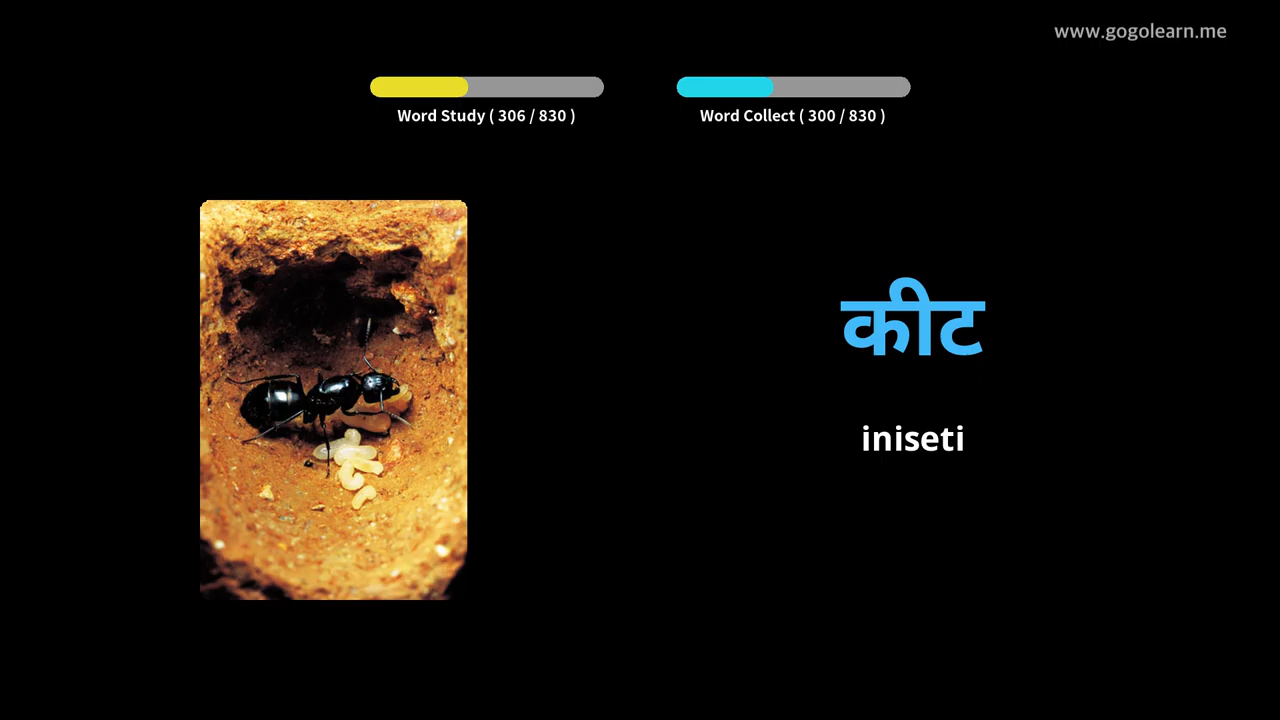 www.gogolearn.me
Word Study ( 306 / 830 )
Word Collect ( 300 / 830 )
कीट
iniseti